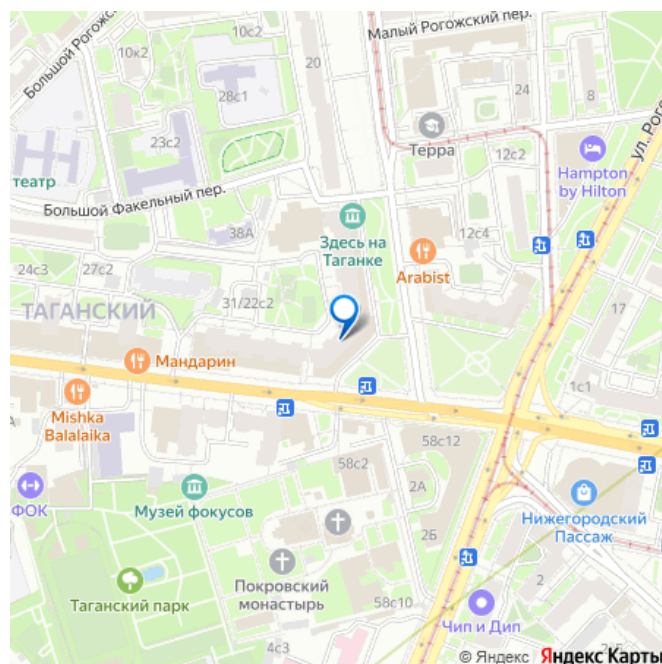 Малый Рогожский пер.
10с2
10к2
Большой Рогожский
20
28с1
24
8
Терра
ул. Рог
23с2
12с2
Hampton
by Hilton
театр
Большой Факельный пер.
38А
Здесь на
Таганке
12с4
Arabist
24с3
27с2
31/22с2
ТАГАНСКИЙ
17
Мандарин
1с1
Mishka
Balalaika
58с12
58с2
ФОК
2А
Музей фокусов
2Б
Нижегородский
Пассаж
Покровский
монастырь
2
Таганский парк
58с10
Чип и Дип
4с3
© Яндекс Яндекс Карты